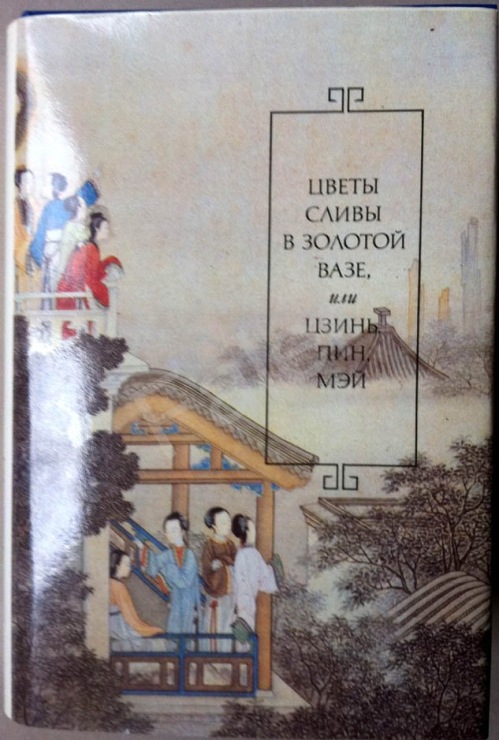 ЦВЕТЫ
СЛИВЫ
В ЗОЛОТОЙ
ВАЗЕ,
или
ЦЗИНЬ,
ПИН,
МЭЙ